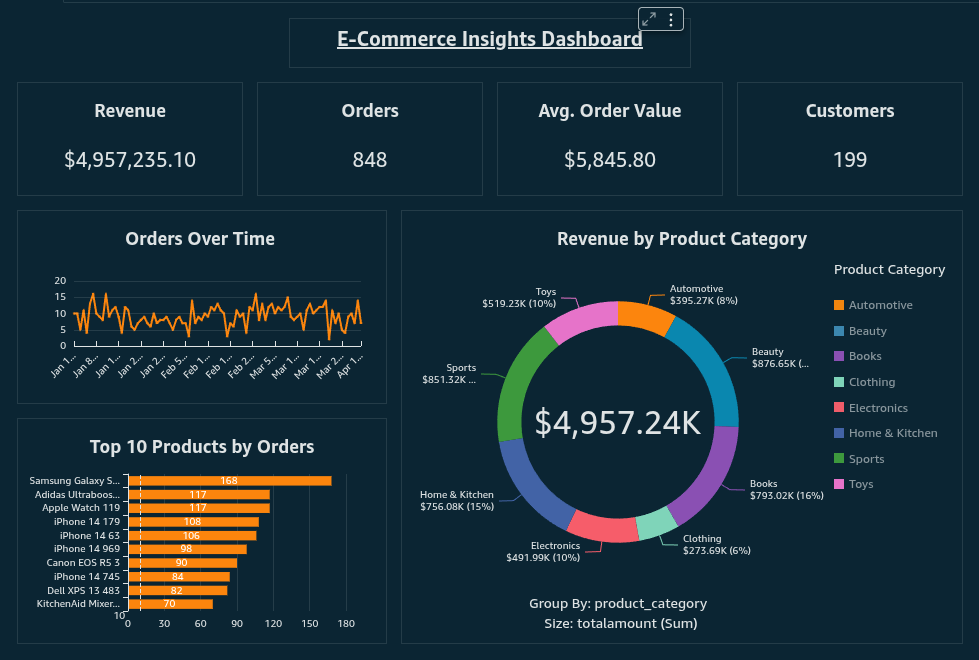 E-Commerce Insights Dashboard
Revenue
$4,957,235.10
Orders
848
Avg. Order Value
$5,845.80
Customers
199
Orders Over Time
20
15
10
5
0
Jan 1...
Jan 8...
Jan 1...
Jan 2...
Jan 2...
Feb 5...
Feb 1...
Feb 1...
Feb 2...
Mar 5...
Mar 1...
Mar 1...
Mar 2...
Apr 1...
Top 10 Products by Orders
Samsung Galaxy S... 168
Adidas Ultraboos... 117
Apple Watch 119 117
iPhone 14 179 108
iPhone 14 63 106
iPhone 14 969 98
Canon EOS R5 3 90
iPhone 14 745 84
Dell XPS 13 483 82
KitchenAid Mixer... 70
10
0 30 60 90 120 150 180
Revenue by Product Category
Toys
$519.23K (10%)
Automotive
$395.27K (8%)
Beauty
$876.65K (...
Sports
$851.32K ...
$4,957.24K
Books
$793.02K (16%)
Home & Kitchen
$756.08K (15%)
Clothing
$273.69K (6%)
Electronics
$491.99K (10%)
Group By: product_category
Size: totalamount (Sum)
Product Category
Automotive
Beauty
Books
Clothing
Electronics
Home & Kitchen
Sports
Toys